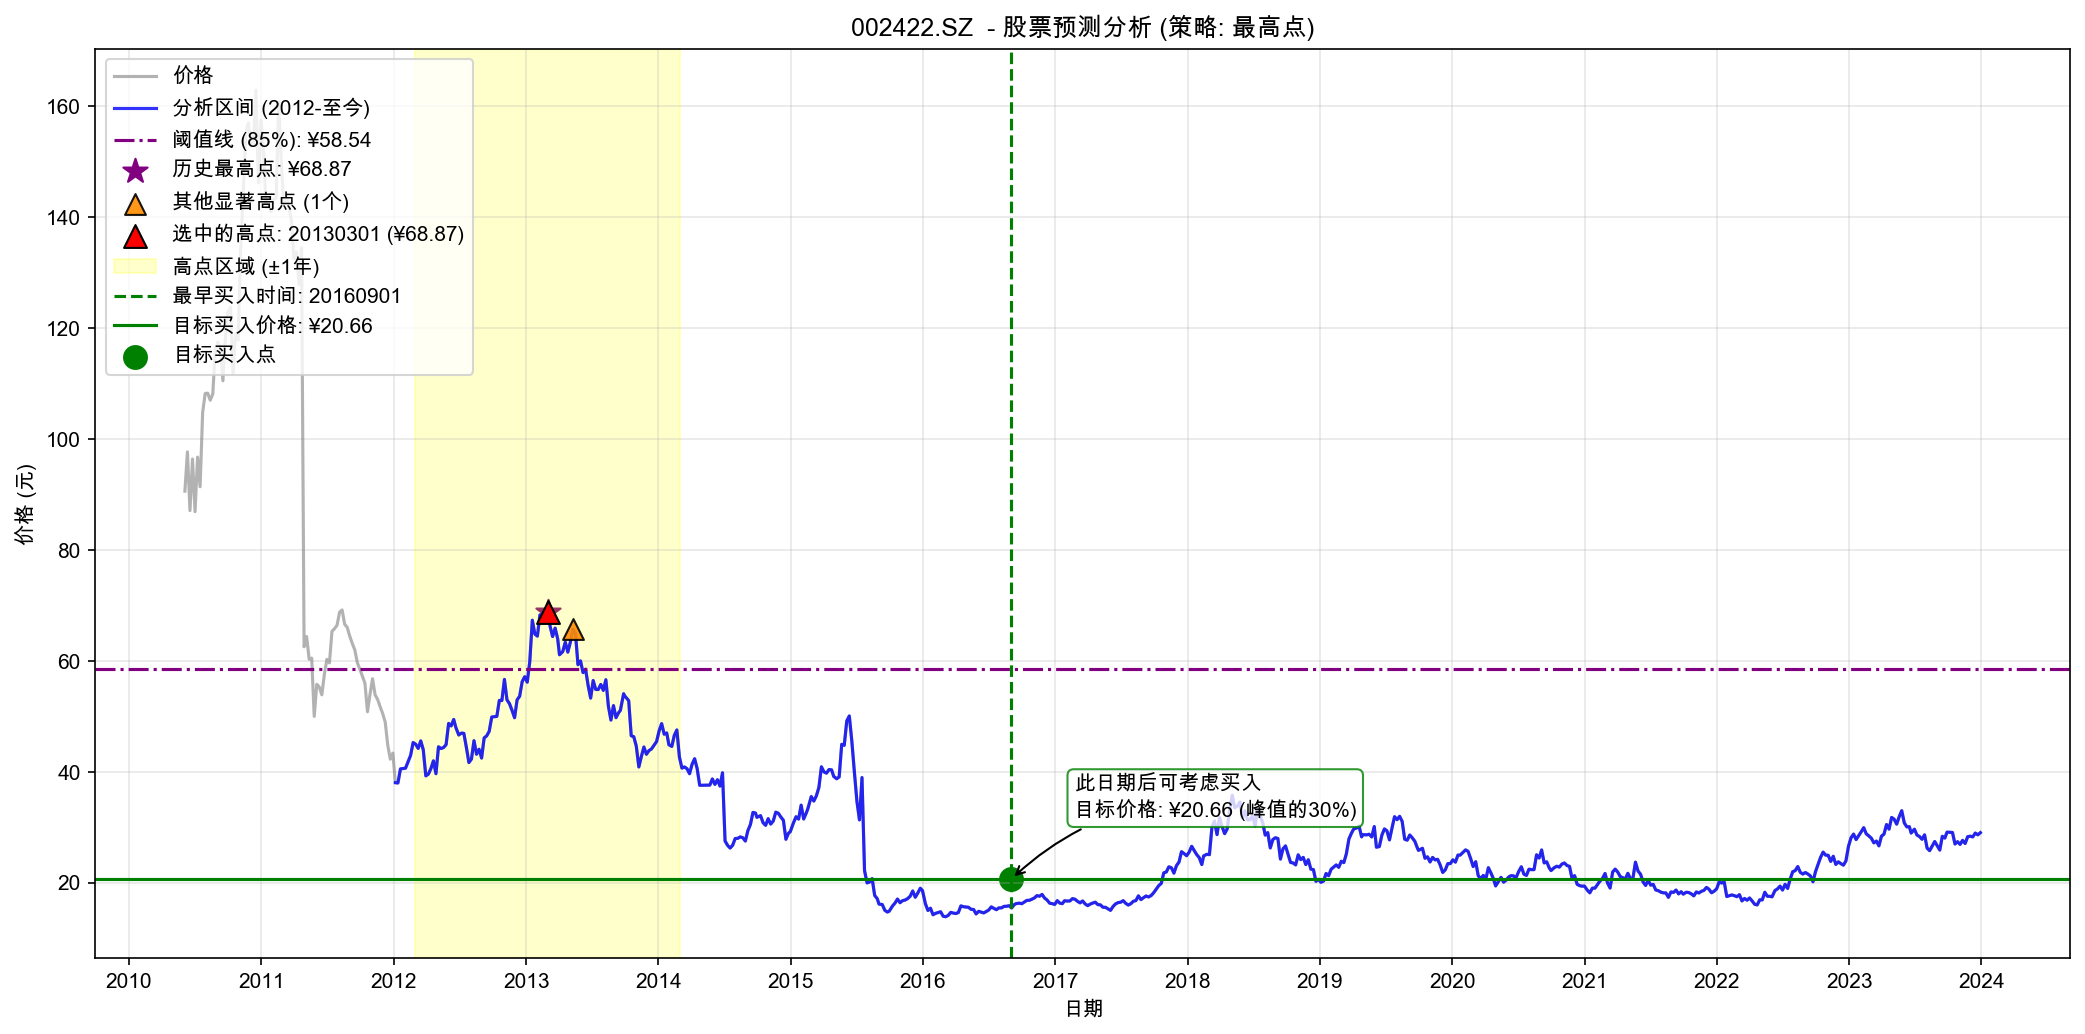 002422.SZ  - 股票预测分析 (策略: 最高点)
价格
分析区间 (2012-至今)
阈值线 (85%): ¥58.54
历史最高点: ¥68.87
其他显著高点 (1个)
选中的高点: 20130301 (¥68.87)
高点区域 (±1年)
最早买入时间: 20160901
目标买入价格: ¥20.66
目标买入点
价格 (元)
160
140
120
100
80
60
40
20
此日期后可考虑买入
目标价格: ¥20.66 (峰值的30%)
2010 2011 2012 2013 2014 2015 2016 2017 2018 2019 2020 2021 2022 2023 2024
日期